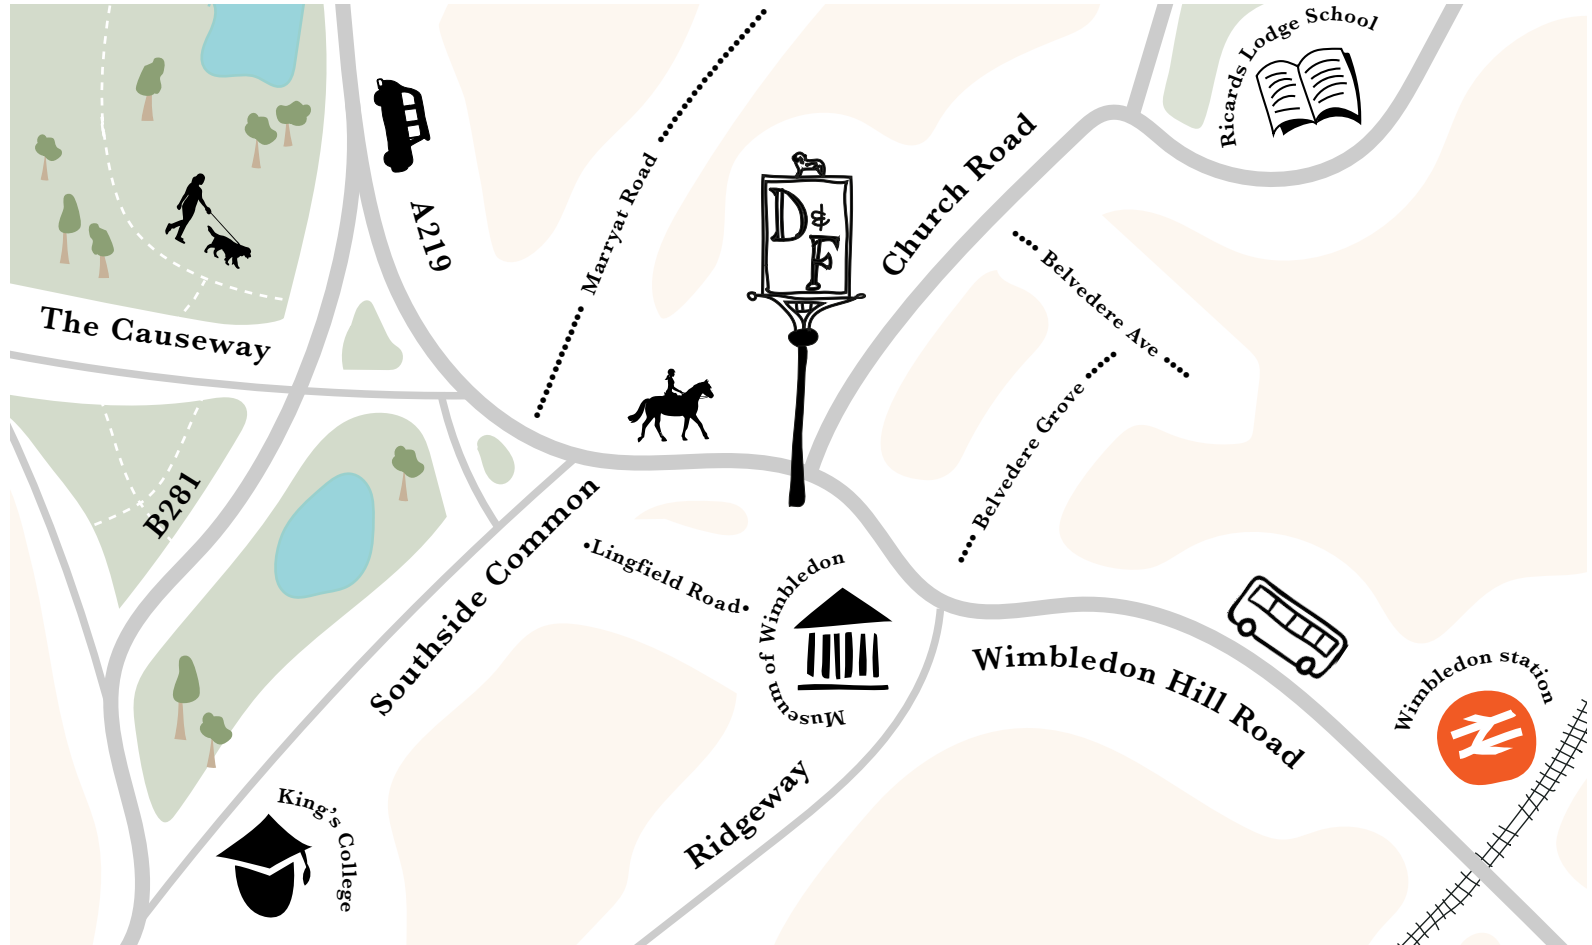 Ricards Lodge School
Marryat Road
Church Road
D&
F
A219
Belvedere Ave
The Causeway
Belvedere Grove
B281
Southside Common
Lingfield Road
Museum of Wimbledon
Wimbledon Hill Road
Wimbledon station
Ridgeway
King's College